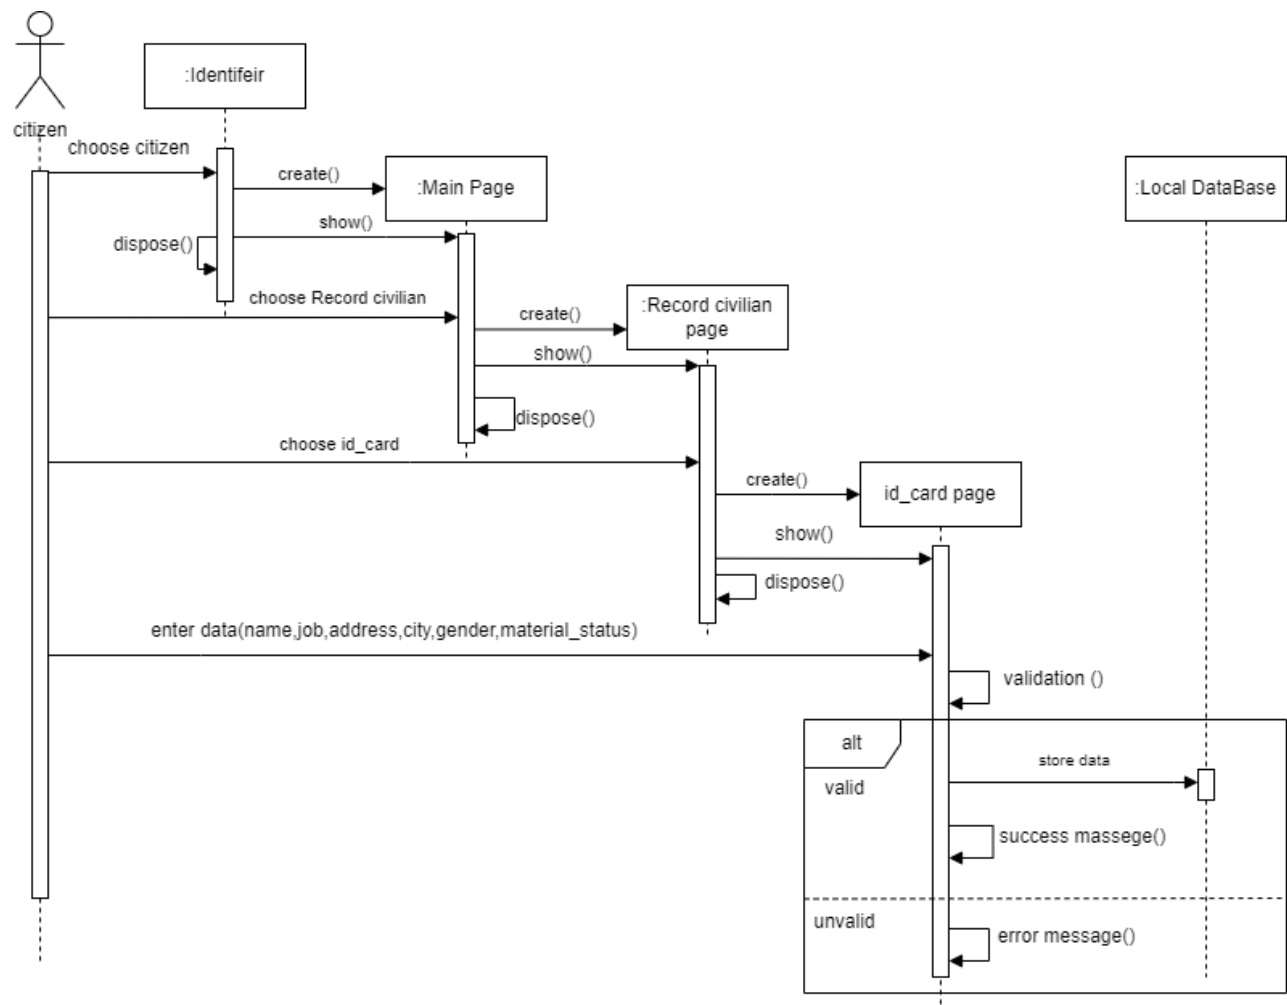 :Identifeir
citizen
choose citizen
create()
:Main Page
:Local DataBase
show()
dispose()
choose Record civilian
create()
:Record civilian
page
show()
dispose()
choose id_card
create()
id_card page
show()
dispose()
enter data(name,job,address,city,gender,material_status)
validation ()
alt
store data
valid
success massege()
unvalid
error message()